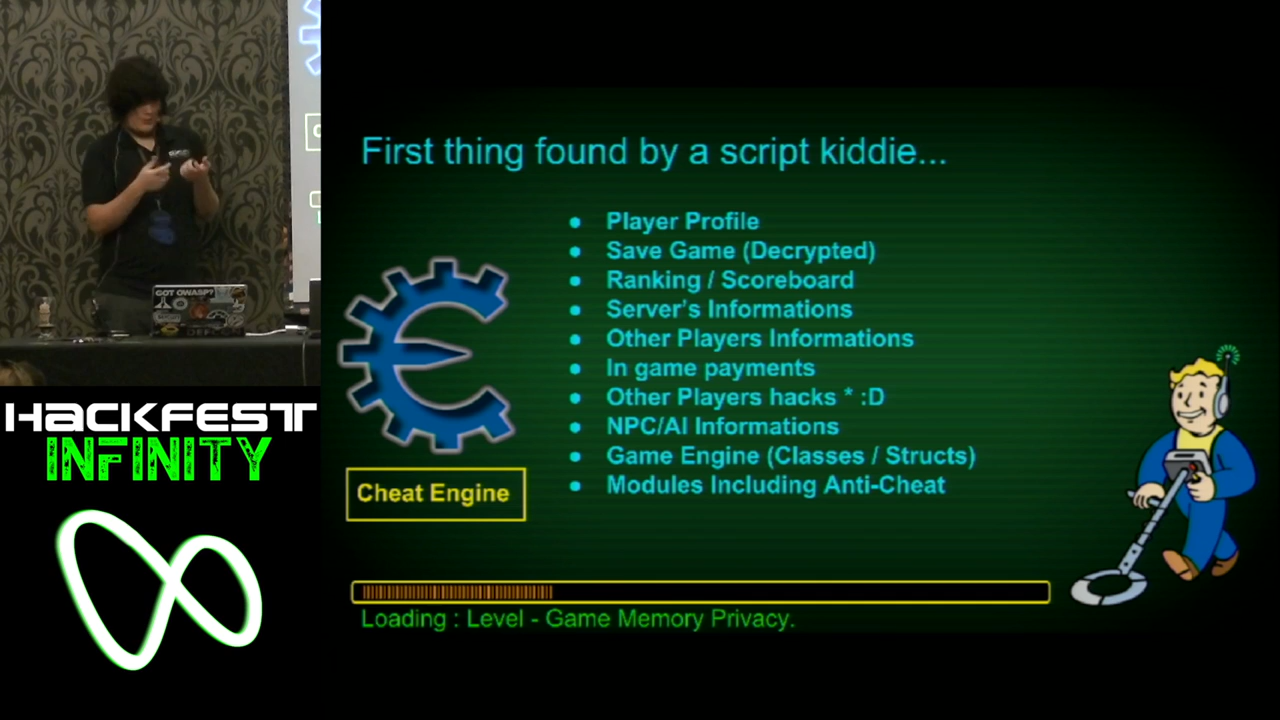 GOT OWASP?
HACKFEST
INFINITY
First thing found by a script kiddie...
● Player Profile
● Save Game (Decrypted)
● Ranking / Scoreboard
● Server's Informations
● Other Players Informations
● In game payments
● Other Players hacks * :D
● NPC/AI Informations
● Game Engine (Classes / Structs)
● Modules Including Anti-Cheat
Cheat Engine
Loading : Level - Game Memory Privacy.